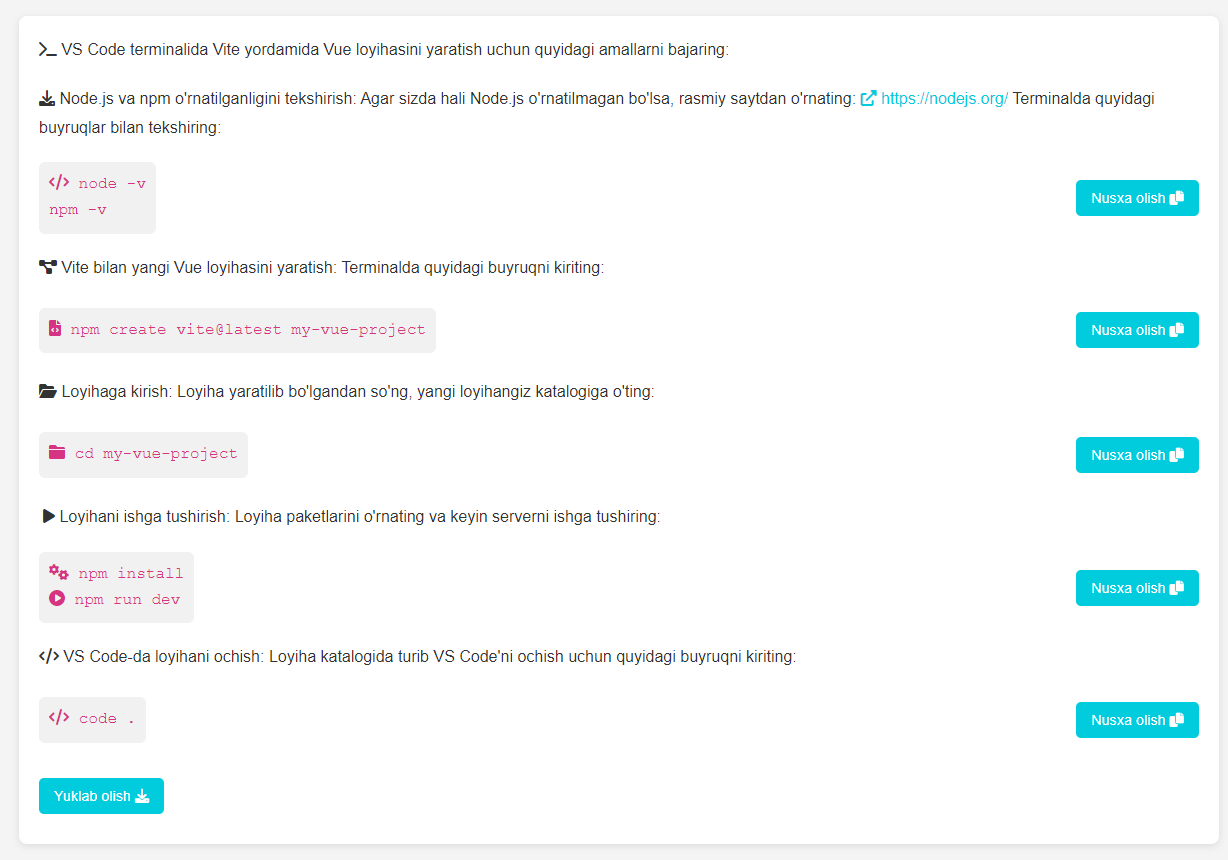 VS Code terminalida Vite yordamida Vue loyihasini yaratish uchun quyidagi amallarni bajaring:
Node.js va npm o'rnatilganligini tekshirish: Agar sizda hali Node.js o'rnatilmagan bo'lsa, rasmiy saytdan o'rnating: https://nodejs.org/ Terminalda quyidagi
buyruqlar bilan tekshiring:
node -v
npm -v
Nusxa olish
Vite bilan yangi Vue loyihasini yaratish: Terminalda quyidagi buyruqni kiriting:
npm create vite@latest my-vue-project
Nusxa olish
Loyihaga kirish: Loyiha yaratilib bo'lgandan so'ng, yangi loyihangiz katalogiga o'ting:
cd my-vue-project
Nusxa olish
Loyihani ishga tushirish: Loyiha paketlarini o'rnating va keyin serverni ishga tushiring:
npm install
npm run dev
Nusxa olish
VS Code-da loyihani ochish: Loyiha katalogida turib VS Code'ni ochish uchun quyidagi buyruqni kiriting:
code .
Nusxa olish
Yuklab olish